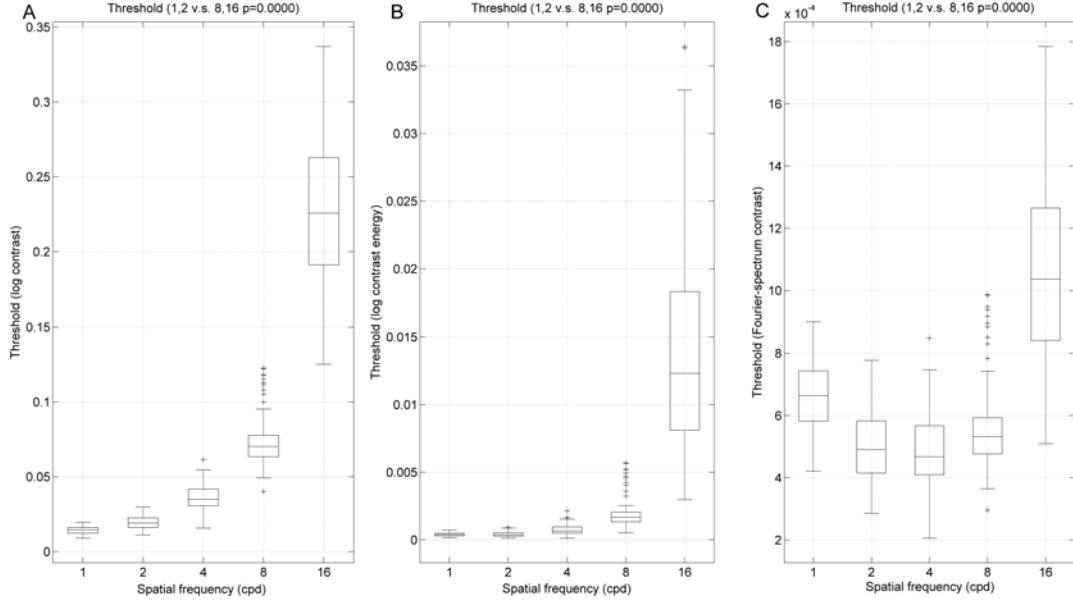 A
Threshold (1,2 v.s. 8,16 p=0.0000)
0.35
0.3
0.25
0.2
0.15
0.1
0.05
0
Threshold (log contrast)
1 2 4 8 16
Spatial frequency (cpd)
B
Threshold (1,2 v.s. 8,16 p=0.0000)
0.035
0.03
0.025
0.02
0.015
0.01
0.005
0
Threshold (log contrast energy)
1 2 4 8 16
Spatial frequency (cpd)
C
Threshold (1,2 v.s. 8,16 p=0.0000)
x 10⁻⁴
18
16
14
12
10
8
6
4
2
Threshold (Fourier-spectrum contrast)
1 2 4 8 16
Spatial frequency (cpd)